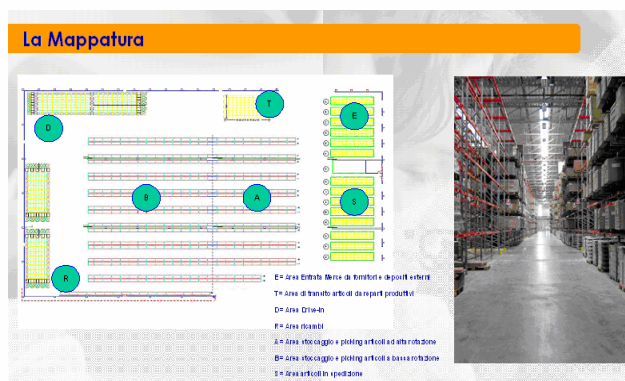 La Mappatura
T
E
D
B
A
S
R
E= Area Entrata Merce da fornitori e depositi esterni
T= Area di transito articoli da reparti produttivi
D= Area Drive-in
R= Area ricambi
A = Area stoccaggio e picking articoli ad alta rotazione
B= Area stoccaggio e picking articoli a bassa rotazione
S = Area articoli in spedizione